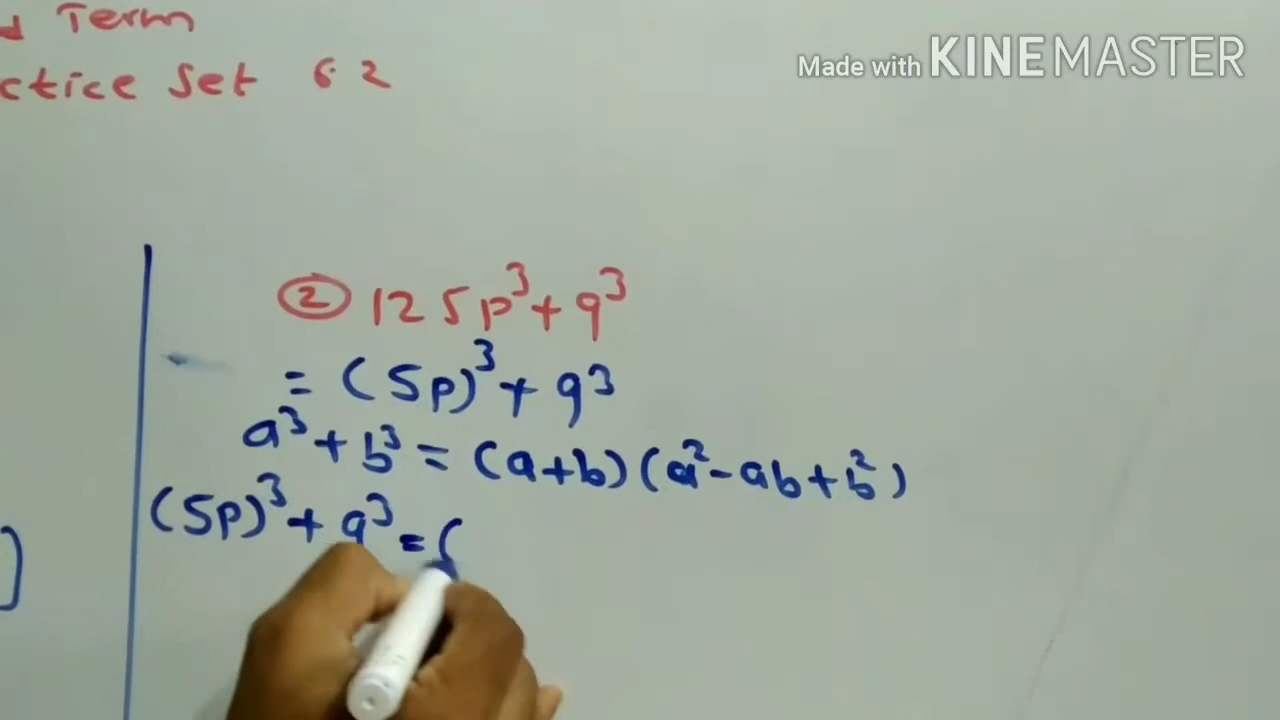 Term
ctice Set 6.2
Made with KINEMASTER
② 125p³+q³
= (5p)³ + q³
a³ + b³ = (a+b) (a² - ab + b²)
(5p)³ + q³ = (
]